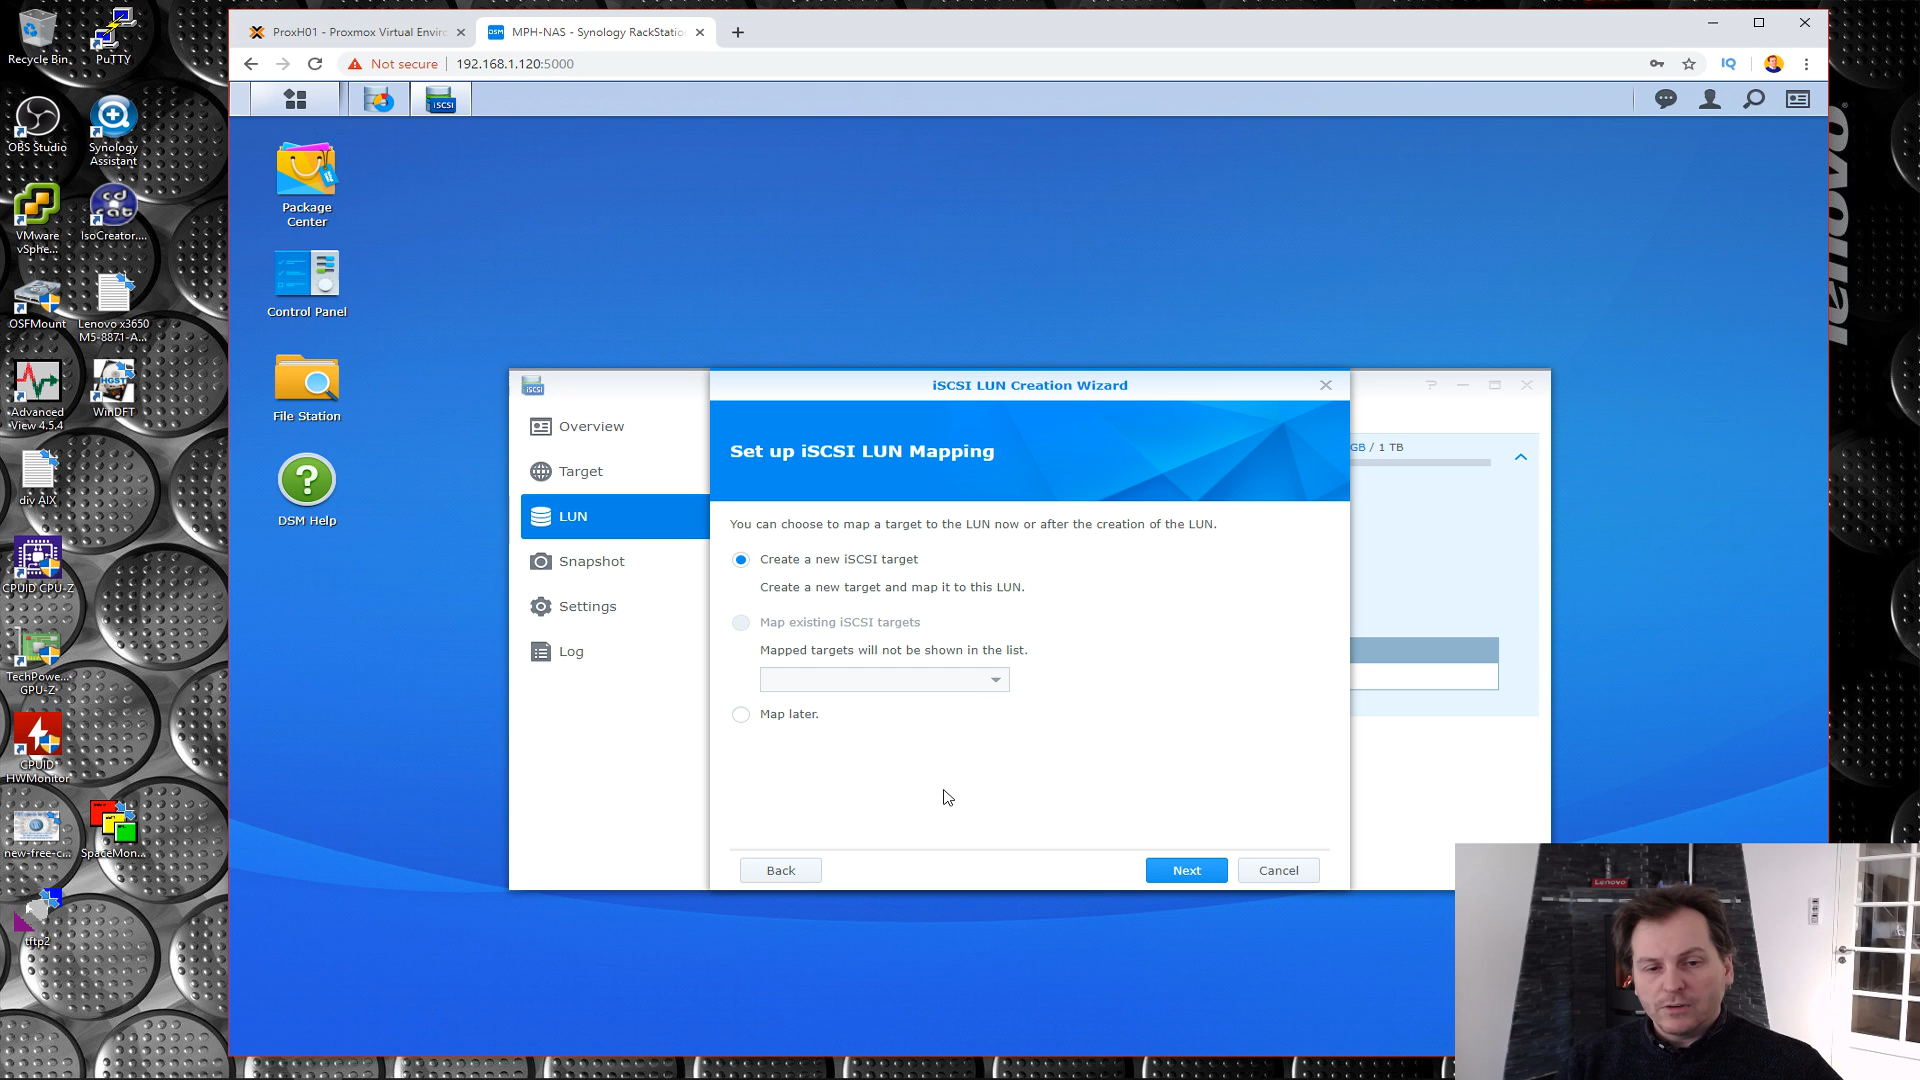 ProxH01 - Proxmox Virtual Enviro
MPH-NAS - Synology RackStatio
Not secure
192.168.1.120:5000
IQ
Recycle Bin
PuTTY
OBS Studio
Synology
Assistant
VMware
vSphe...
IsoCreator....
OSFMount
Lenovo x3650
M5-8871-A...
Advanced
View 4.5.4
WinDFT
div AIX
CPUID CPU-Z
TechPowe...
GPU-Z
CPUID
HWMonitor
new-free-c...
SpaceMon...
tftp2
DSM
iSCSI
Package
Center
Control Panel
File Station
DSM Help
iSCSI
Overview
Target
LUN
Snapshot
Settings
Log
iSCSI LUN Creation Wizard
Set up iSCSI LUN Mapping
You can choose to map a target to the LUN now or after the creation of the LUN.
Create a new iSCSI target
Create a new target and map it to this LUN.
Map existing iSCSI targets
Mapped targets will not be shown in the list.
Map later.
Back
Next
Cancel
GB / 1 TB
lenovo
Lenovo